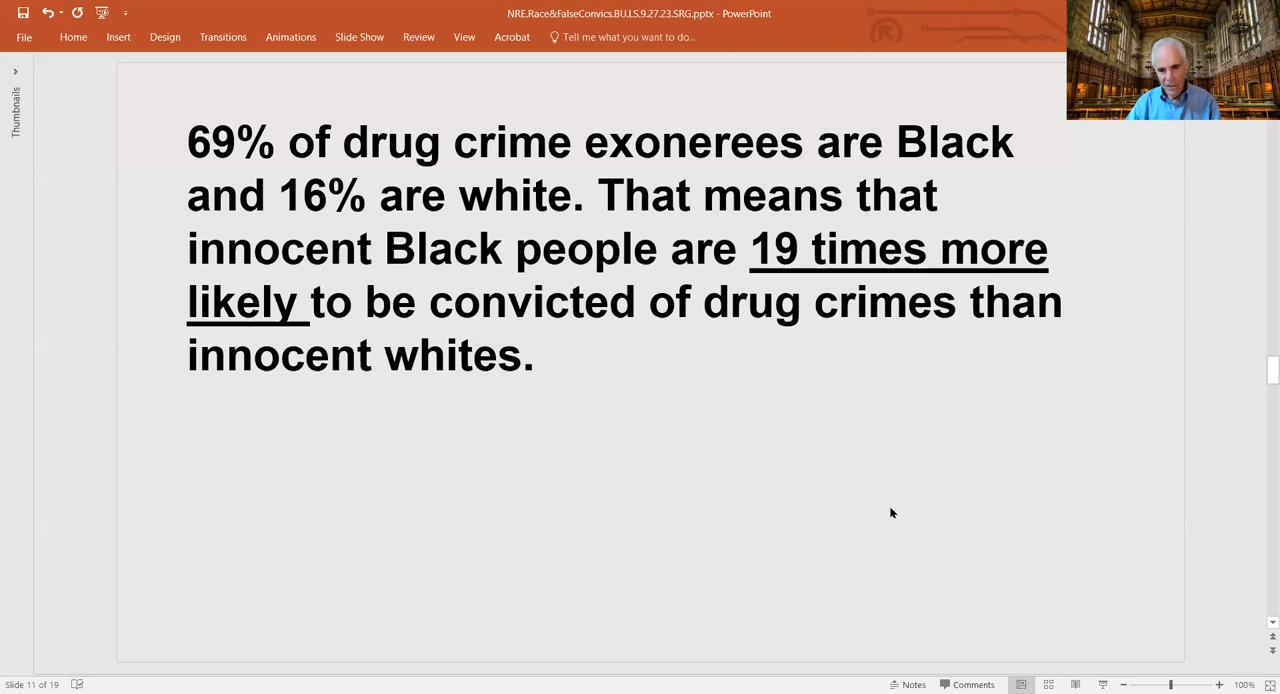 NRE.Race&FalseConvics.BU.LS.9.27.23.SRG.pptx - PowerPoint
File Home Insert Design Transitions Animations Slide Show Review View Acrobat Tell me what you want to do...
Thumbnails
69% of drug crime exonerees are Black
and 16% are white. That means that
innocent Black people are 19 times more
likely to be convicted of drug crimes than
innocent whites.
Slide 11 of 19 Notes Comments 100%